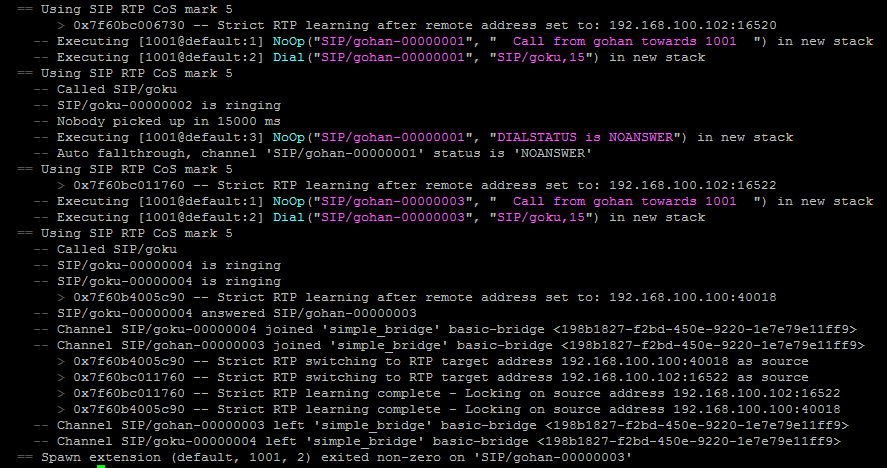 == Using SIP RTP CoS mark 5
> 0x7f60bc006730 -- Strict RTP learning after remote address set to: 192.168.100.102:16520
-- Executing [1001@default:1] NoOp("SIP/gohan-00000001", "  Call from gohan towards 1001  ") in new stack
-- Executing [1001@default:2] Dial("SIP/gohan-00000001", "SIP/goku,15") in new stack
== Using SIP RTP CoS mark 5
-- Called SIP/goku
-- SIP/goku-00000002 is ringing
-- Nobody picked up in 15000 ms
-- Executing [1001@default:3] NoOp("SIP/gohan-00000001", "DIALSTATUS is NOANSWER") in new stack
-- Auto fallthrough, channel 'SIP/gohan-00000001' status is 'NOANSWER'
== Using SIP RTP CoS mark 5
> 0x7f60bc011760 -- Strict RTP learning after remote address set to: 192.168.100.102:16522
-- Executing [1001@default:1] NoOp("SIP/gohan-00000003", "  Call from gohan towards 1001  ") in new stack
-- Executing [1001@default:2] Dial("SIP/gohan-00000003", "SIP/goku,15") in new stack
== Using SIP RTP CoS mark 5
-- Called SIP/goku
-- SIP/goku-00000004 is ringing
-- SIP/goku-00000004 is ringing
> 0x7f60b4005c90 -- Strict RTP learning after remote address set to: 192.168.100.100:40018
-- SIP/goku-00000004 answered SIP/gohan-00000003
-- Channel SIP/goku-00000004 joined 'simple_bridge' basic-bridge <198b1827-f2bd-450e-9220-1e7e79e11ff9>
-- Channel SIP/gohan-00000003 joined 'simple_bridge' basic-bridge <198b1827-f2bd-450e-9220-1e7e79e11ff9>
> 0x7f60b4005c90 -- Strict RTP switching to RTP target address 192.168.100.100:40018 as source
> 0x7f60bc011760 -- Strict RTP switching to RTP target address 192.168.100.102:16522 as source
> 0x7f60bc011760 -- Strict RTP learning complete - Locking on source address 192.168.100.102:16522
> 0x7f60b4005c90 -- Strict RTP learning complete - Locking on source address 192.168.100.100:40018
-- Channel SIP/gohan-00000003 left 'simple_bridge' basic-bridge <198b1827-f2bd-450e-9220-1e7e79e11ff9>
-- Channel SIP/goku-00000004 left 'simple_bridge' basic-bridge <198b1827-f2bd-450e-9220-1e7e79e11ff9>
== Spawn extension (default, 1001, 2) exited non-zero on 'SIP/gohan-00000003'